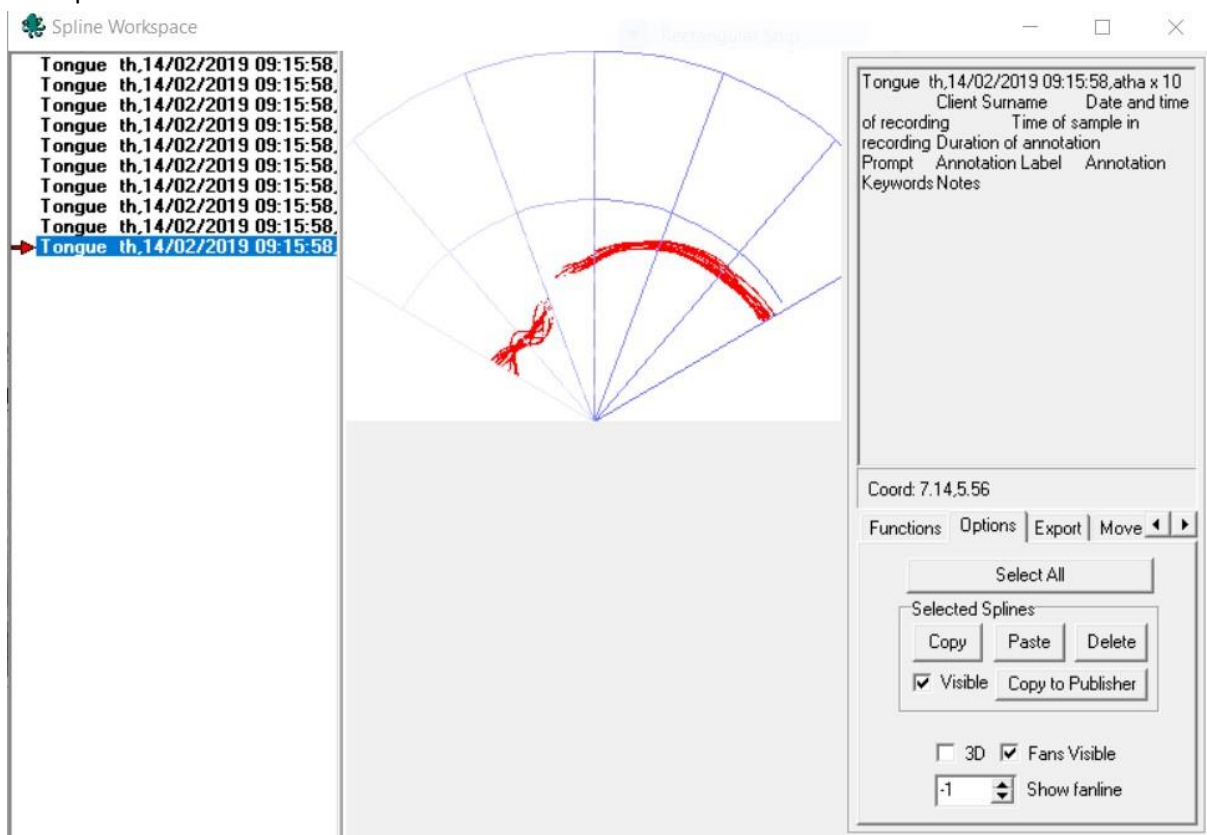 Spline Workspace
Tongue th,14/02/2019 09:15:58,
Tongue th,14/02/2019 09:15:58,
Tongue th,14/02/2019 09:15:58,
Tongue th,14/02/2019 09:15:58,
Tongue th,14/02/2019 09:15:58,
Tongue th,14/02/2019 09:15:58,
Tongue th,14/02/2019 09:15:58,
Tongue th,14/02/2019 09:15:58,
Tongue th,14/02/2019 09:15:58,
Tongue th,14/02/2019 09:15:58,
Tongue th,14/02/2019 09:15:58,atha x 10
Client Surname Date and time
of recording Time of sample in
recording Duration of annotation
Prompt Annotation Label Annotation
Keywords Notes
Coord: 7.14,5.56
Functions Options Export Move
Select All
Selected Splines
Copy Paste Delete
Visible Copy to Publisher
3D Fans Visible
-1 Show fanline